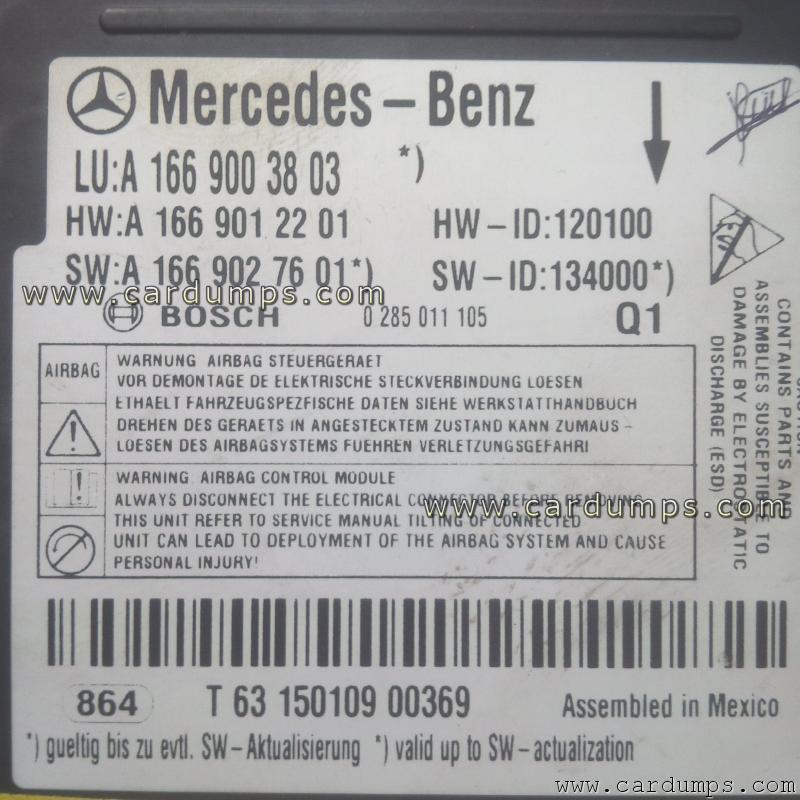 Mercedes-Benz
LU:A 166 900 38 03 *)
HW:A 166 901 22 01 HW-ID:120100
SW:A 166 902 76 01*) SW-ID:134000*)
www.cardumps.com
BOSCH 0 285 011 105 Q1
AIRBAG
WARNUNG AIRBAG STEUERGERAET
VOR DEMONTAGE DE ELEKTRISCHE STECKVERBINDUNG LOESEN
ETHAELT FAHRZEUGSPEZFISCHE DATEN SIEHE WERKSTATTHANDBUCH
DREHEN DES GERAETS IN ANGESTECKTEM ZUSTAND KANN ZUMAUS-
LOESEN DES AIRBAGSYSTEMS FUEHREN VERLETZUNGSGEFAHR!
WARNING AIRBAG CONTROL MODULE
ALWAYS DISCONNECT THE ELECTRICAL CONNECTOR BEFORE REMOVING
www.cardumps.com
THIS UNIT REFER TO SERVICE MANUAL TILTING OF CONNECTED
UNIT CAN LEAD TO DEPLOYMENT OF THE AIRBAG SYSTEM AND CAUSE
PERSONAL INJURY!
CONTAINS PARTS AND
ASSEMBLIES SUSCEPTIBLE TO
DAMAGE BY ELECTROSTATIC
DISCHARGE (ESD)
864 T 63 150109 00369 Assembled in Mexico
*) gueltig bis zu evtl. SW-Aktualisierung *) valid up to SW-actualization
www.cardumps.com